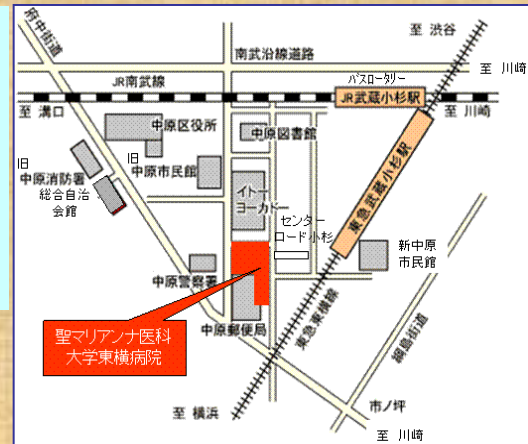 府中街道
至 渋谷
南武沿線道路
至 川崎
バスロータリー
JR南武線
JR武蔵小杉駅
至 溝口
至 川崎
中原区役所
中原図書館
旧
中原消防署
総合自治
会館
旧
中原市民館
イトー
ヨーカドー
東急武蔵小杉駅
センター
ロード小杉
新中原
市民館
中原警察署
中原郵便局
聖マリアンナ医科
大学東横病院
東急東横線
綱島街道
市ノ坪
至 横浜
至 川崎